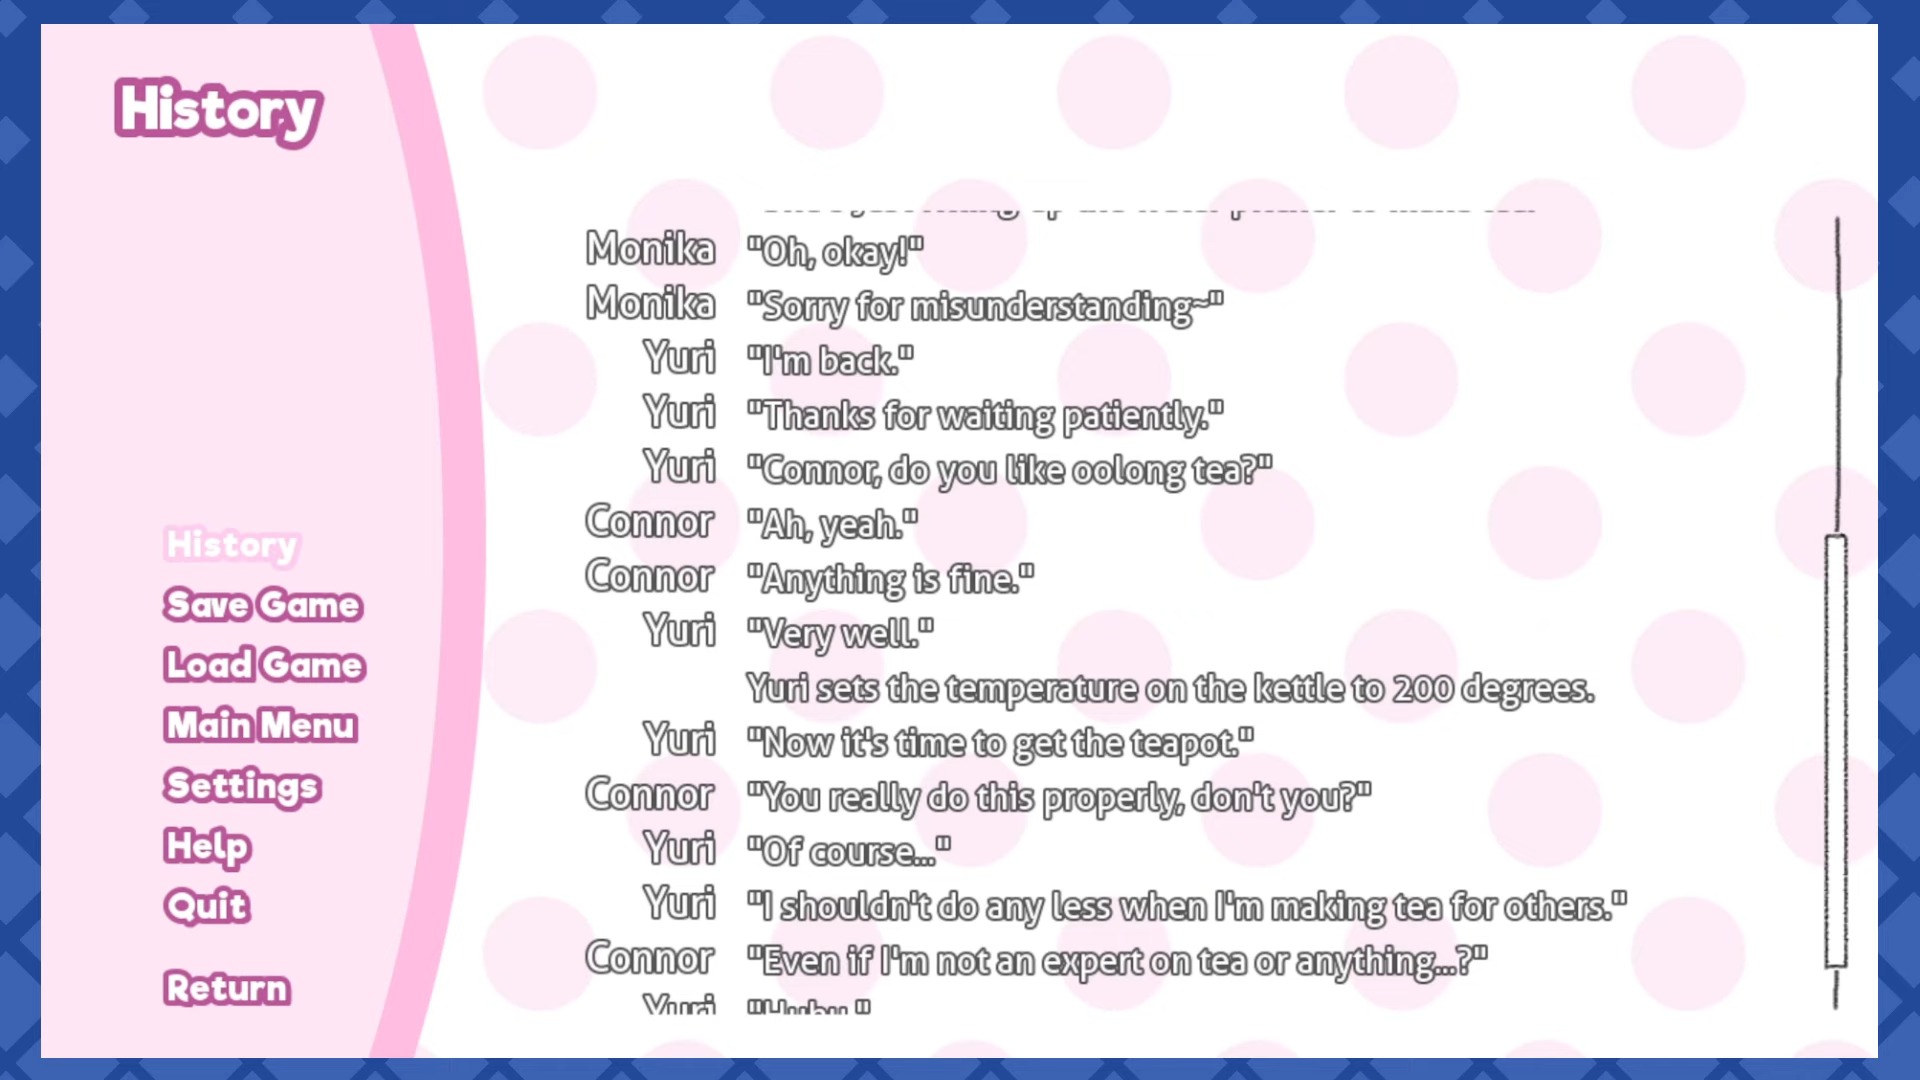 History
Monika "Oh, okay!"
Monika "Sorry for misunderstanding~"
Yuri "I'm back."
Yuri "Thanks for waiting patiently."
Yuri "Connor, do you like oolong tea?"
Connor "Ah, yeah."
Connor "Anything is fine."
Yuri "Very well."
Yuri sets the temperature on the kettle to 200 degrees.
Yuri "Now it's time to get the teapot."
Connor "You really do this properly, don't you?"
Yuri "Of course..."
Yuri "I shouldn't do any less when I'm making tea for others."
Connor "Even if I'm not an expert on tea or anything...?"
Yuri
History
Save Game
Load Game
Main Menu
Settings
Help
Quit
Return